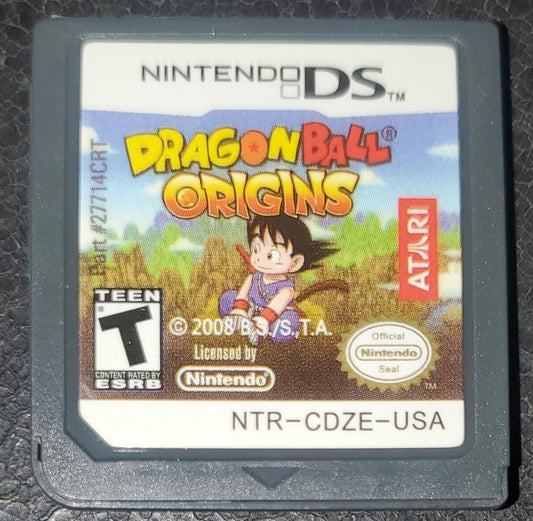 NINTENDO DS™
DRAGON BALL®
ORIGINS
Part #27714CRT
ATARI
TEEN
T
CONTENT RATED BY
ESRB
© 2008 B.S./S.,T.A.
Licensed by
Nintendo
Official
Nintendo
Seal
TM
NTR-CDZE-USA